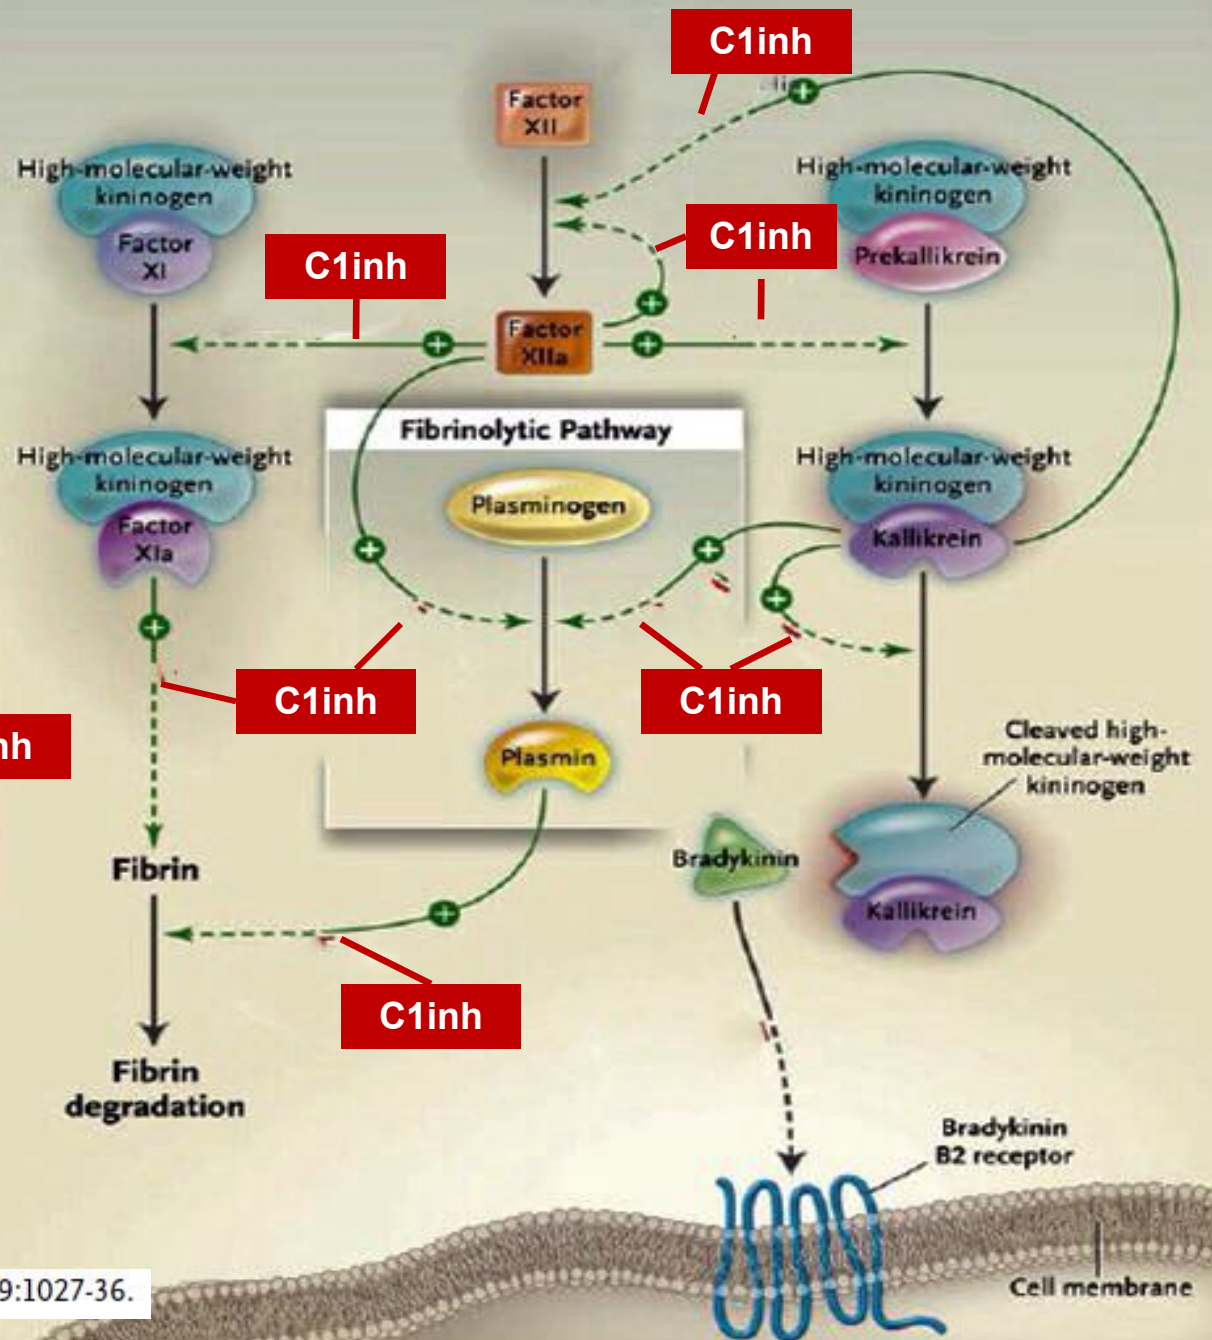 C1inh
Factor
XII
High-molecular-weight
kininogen
Factor
XI
High-molecular-weight
kininogen
Prekallikrein
C1inh
C1inh
Factor
XIIa
Fibrinolytic Pathway
Plasminogen
High-molecular-weight
kininogen
Factor
XIa
High-molecular-weight
kininogen
Kallikrein
C1inh
C1inh
nh
Plasmin
Cleaved high-
molecular-weight
kininogen
Fibrin
Bradykinin
Kallikrein
C1inh
Fibrin
degradation
Bradykinin
B2 receptor
Cell membrane
9:1027-36.